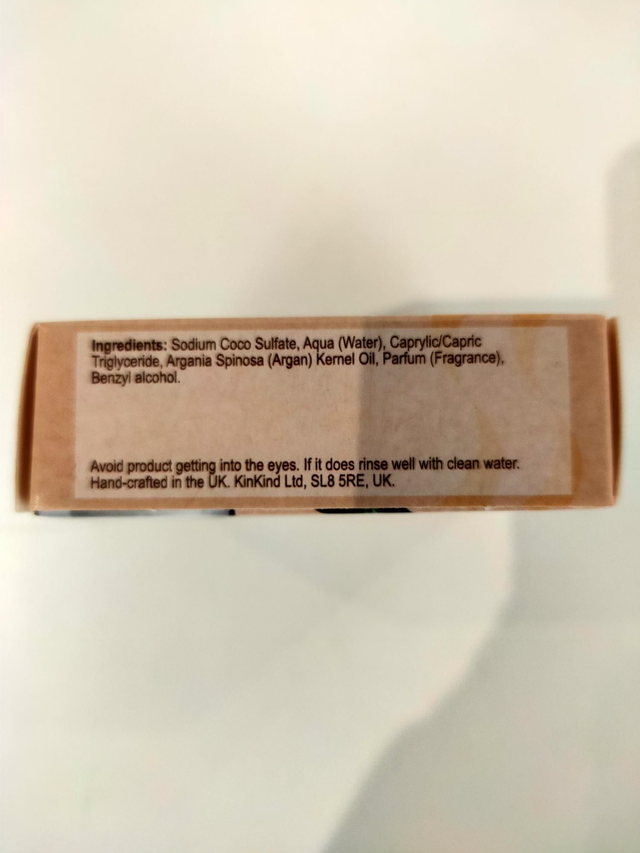 Ingredients: Sodium Coco Sulfate, Aqua (Water), Caprylic/Capric
Triglyceride, Argania Spinosa (Argan) Kernel Oil, Parfum (Fragrance),
Benzyl alcohol.
Avoid product getting into the eyes. If it does rinse well with clean water.
Hand-crafted in the UK. KinKind Ltd, SL8 5RE, UK.